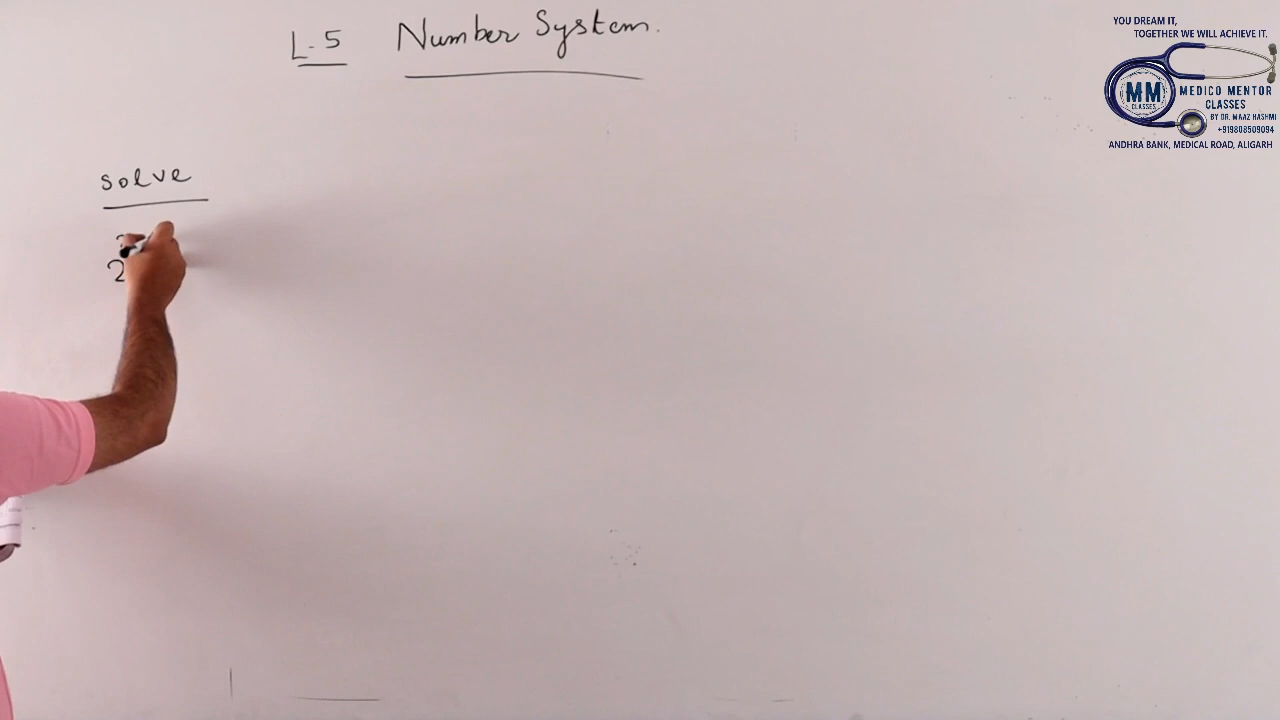 L-5 Number System.
YOU DREAM IT,
TOGETHER WE WILL ACHIEVE IT.
MM
CLASSES
MEDICO MENTOR
CLASSES
BY DR. MAAZ HASHMI
+919808509094
ANDHRA BANK, MEDICAL ROAD, ALIGARH
solve
2